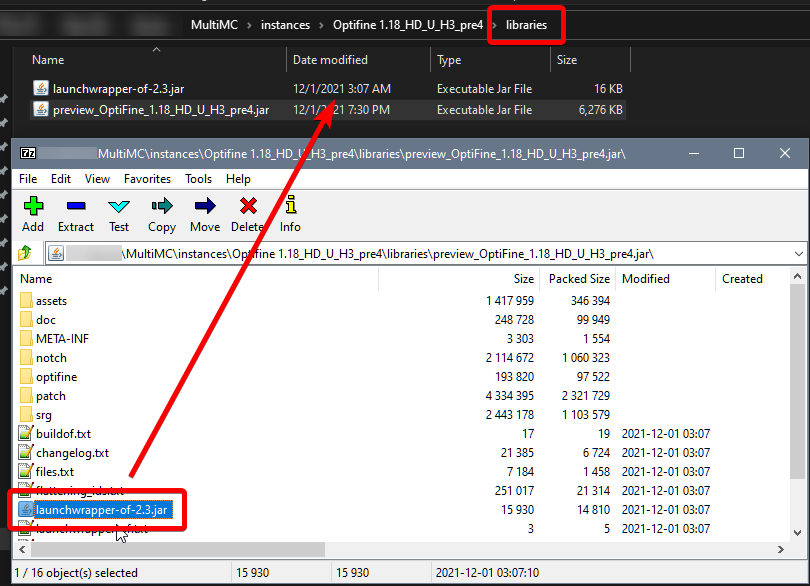 MultiMC > instances > Optifine 1.18_HD_U_H3_pre4 > libraries
Name Date modified Type Size
launchwrapper-of-2.3.jar 12/1/2021 3:07 AM Executable Jar File 16 KB
preview_OptiFine_1.18_HD_U_H3_pre4.jar 12/1/2021 7:30 PM Executable Jar File 6,276 KB
7z MultiMC\instances\Optifine 1.18_HD_U_H3_pre4\libraries\preview_OptiFine_1.18_HD_U_H3_pre4.jar\
File Edit View Favorites Tools Help
Add Extract Test Copy Move Delete Info
\MultiMC\instances\Optifine 1.18_HD_U_H3_pre4\libraries\preview_OptiFine_1.18_HD_U_H3_pre4.jar\
Name Size Packed Size Modified Created
assets 1 417 959 346 394
doc 248 728 99 949
META-INF 3 303 1 554
notch 2 114 672 1 060 323
optifine 193 820 97 522
patch 4 334 395 2 321 729
srg 2 443 178 1 103 579
buildof.txt 17 19 2021-12-01 03:07
changelog.txt 21 385 6 724 2021-12-01 03:07
files.txt 7 184 1 458 2021-12-01 03:07
flattening_ids.txt 251 017 21 314 2021-12-01 03:07
launchwrapper-of-2.3.jar 15 930 14 810 2021-12-01 03:07
launchwrapper-of.txt 3 5 2021-12-01 03:07
1 / 16 object(s) selected 15 930 15 930 2021-12-01 03:07:10